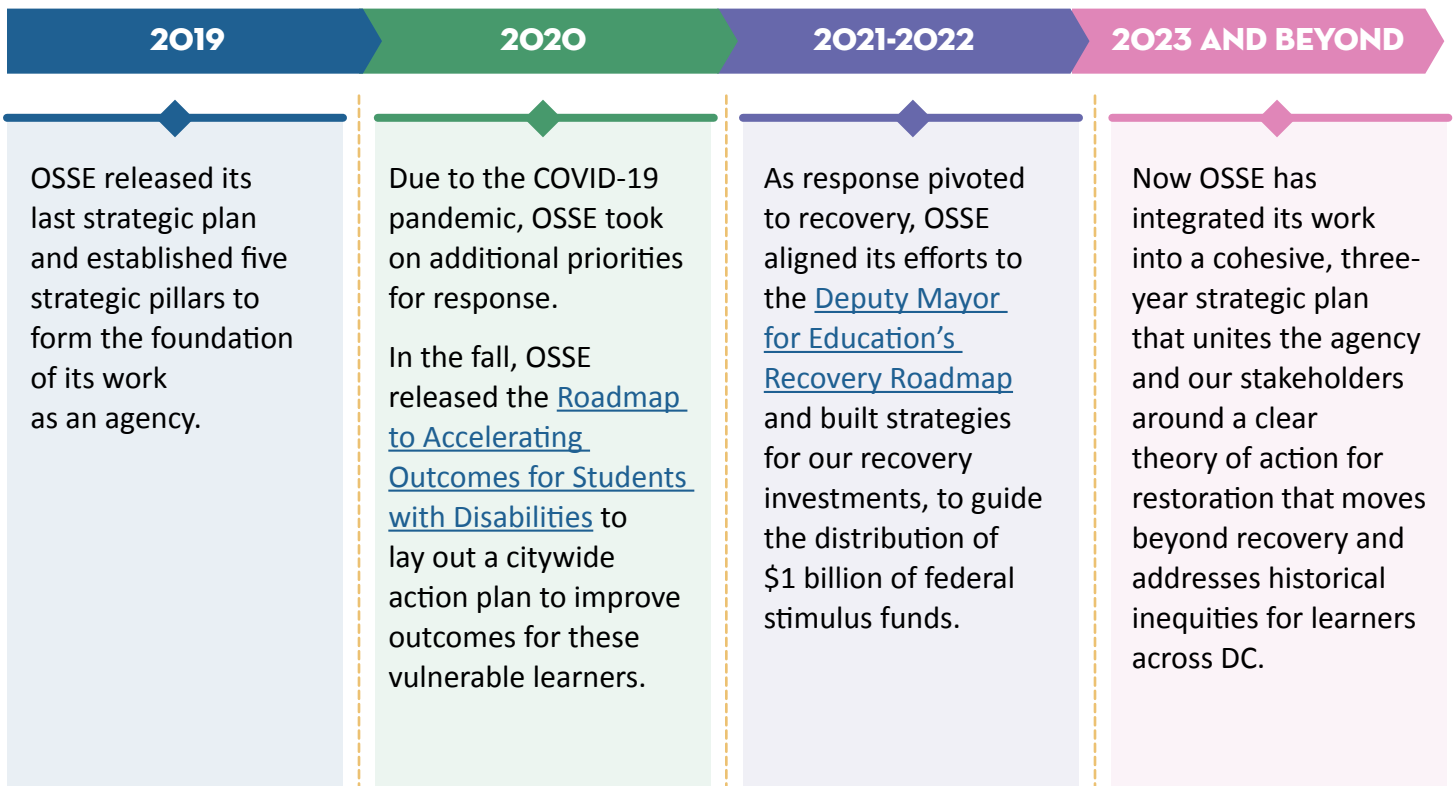 2019
2020
2021-2022
2023 AND BEYOND
OSSE released its
last strategic plan
and established five
strategic pillars to
form the foundation
of its work
as an agency.
Due to the COVID-19
pandemic, OSSE took
on additional priorities
for response.
In the fall, OSSE
released the Roadmap
to Accelerating
Outcomes for Students
with Disabilities to
lay out a citywide
action plan to improve
outcomes for these
vulnerable learners.
As response pivoted
to recovery, OSSE
aligned its efforts to
the Deputy Mayor
for Education’s
Recovery Roadmap
and built strategies
for our recovery
investments, to guide
the distribution of
$1 billion of federal
stimulus funds.
Now OSSE has
integrated its work
into a cohesive, three-
year strategic plan
that unites the agency
and our stakeholders
around a clear
theory of action for
restoration that moves
beyond recovery and
addresses historical
inequities for learners
across DC.